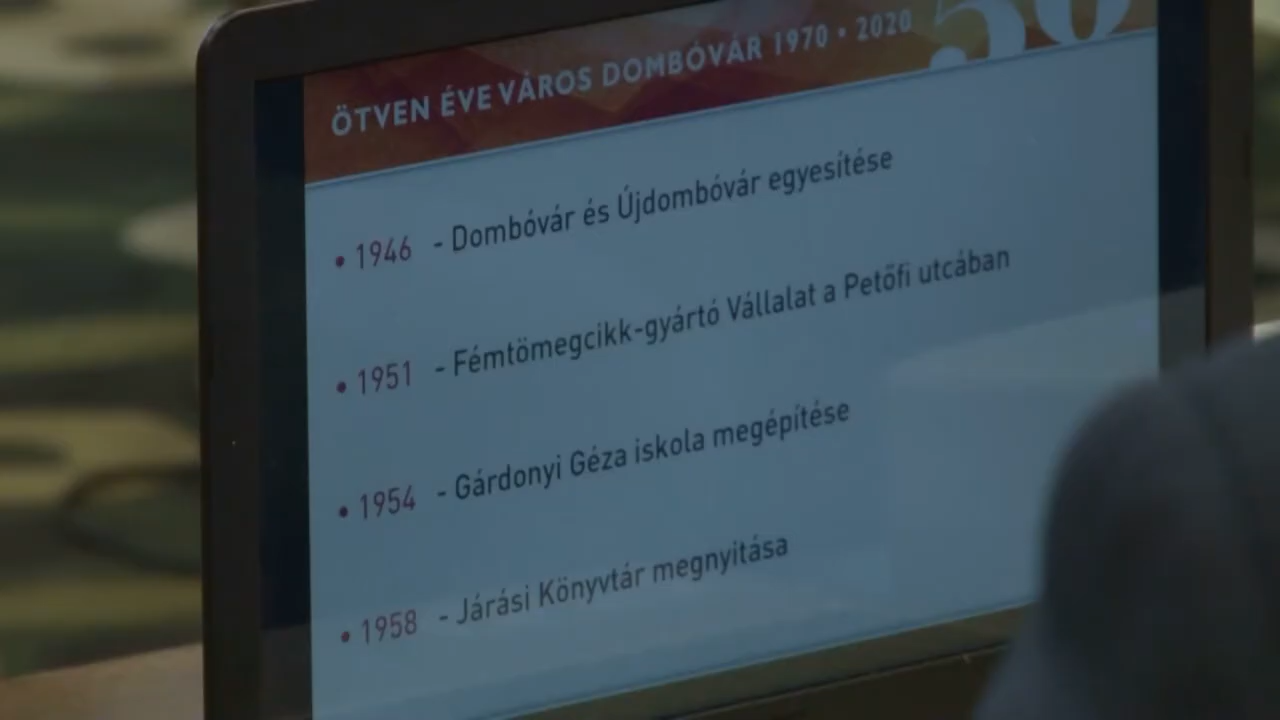 ÖTVEN ÉVE VÁROS DOMBÓVÁR 1970 • 2020 50
• 1946 - Dombóvár és Újdombóvár egyesítése
• 1951 - Fémtömegcikk-gyártó Vállalat a Petőfi utcában
• 1954 - Gárdonyi Géza iskola megépítése
• 1958 - Járási Könyvtár megnyitása